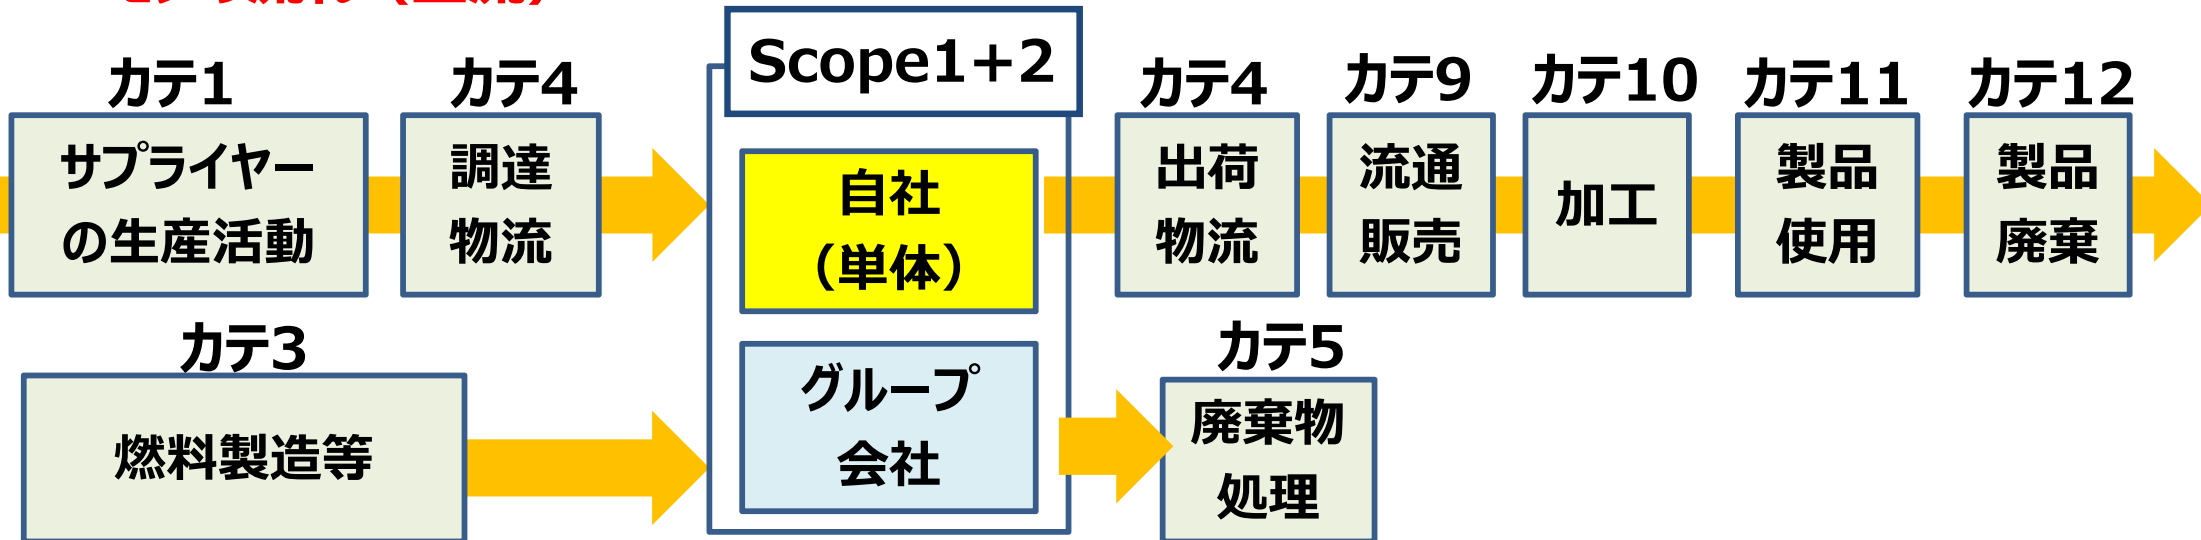 （上流）
カテ1
サプライヤー
の生産活動
カテ4
調達
物流
Scope1+2
自社
（単体）
グループ
会社
カテ4
出荷
物流
カテ9
流通
販売
カテ10
加工
カテ11
製品
使用
カテ12
製品
廃棄
カテ3
燃料製造等
カテ5
廃棄物
処理